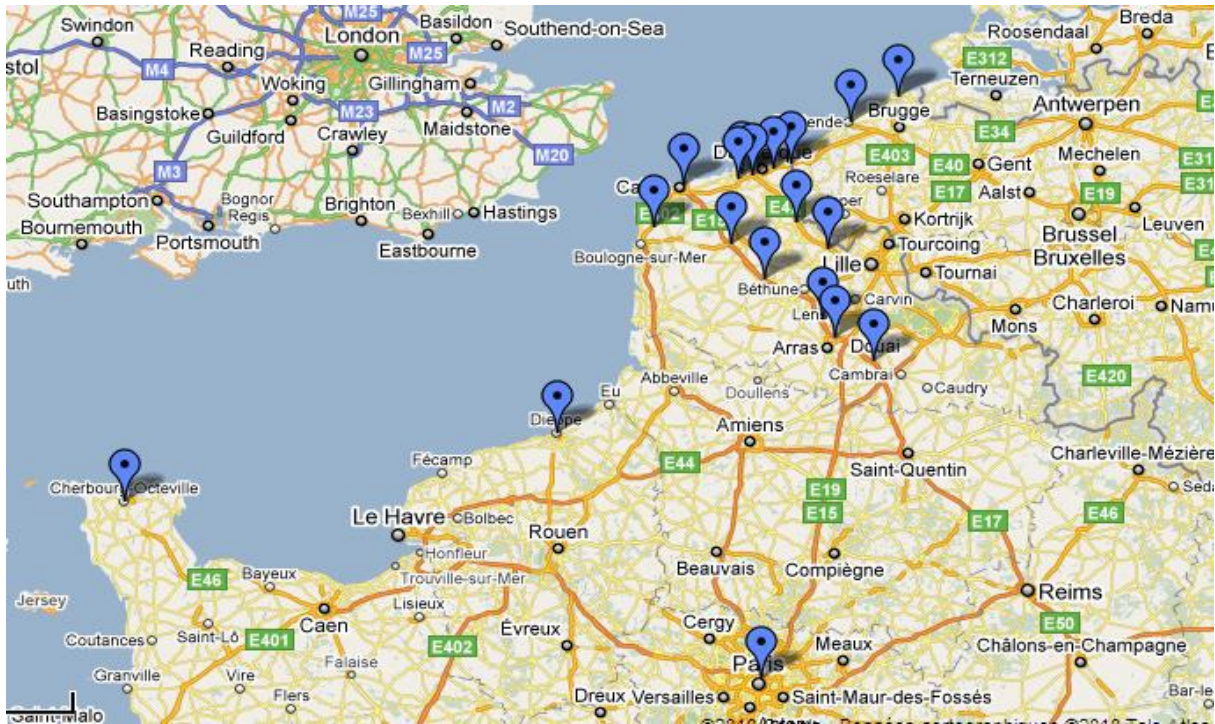 M25
Swindon
Basildon
Southend-on-Sea
Breda
Roosendaal
Reading
London
M25
E312
M4
Gillingham
Terneuzen
Woking
Antwerpen
M2
Basingstoke
M23
Maidstone
Brugge
Guildford
Crawley
E34
M20
Mechelen
M3
E403
E40
Gent
Roeselare
Southampton
Bognor Regis
Brighton
Bexhill
Hastings
E17
Aalst
E19
Leuven
Bournemouth
Portsmouth
Eastbourne
Kortrijk
Brussel
Bruxelles
Tourcoing
Boulogne-sur-Mer
Lille
Tournai
Béthune
Carvin
Charleroi
Lens
Mons
Arras
Douai
Cambrai
E420
Abbeville
Doullens
Caudry
Eu
Dieppe
Amiens
Charleville-Mézière
Fécamp
E44
Saint-Quentin
Cherbourg-Octeville
E19
E15
Le Havre
Bolbec
Rouen
E17
E46
Honfleur
Beauvais
Compiègne
Trouville-sur-Mer
E46
Bayeux
Reims
Jersey
Lisieux
Caen
Cergy
E50
Coutances
Saint-Lô
E401
E402
Évreux
Meaux
Châlons-en-Champagne
Falaise
Paris
Granville
Vire
Flers
Dreux
Versailles
Saint-Maur-des-Fossés
Saint-Malo